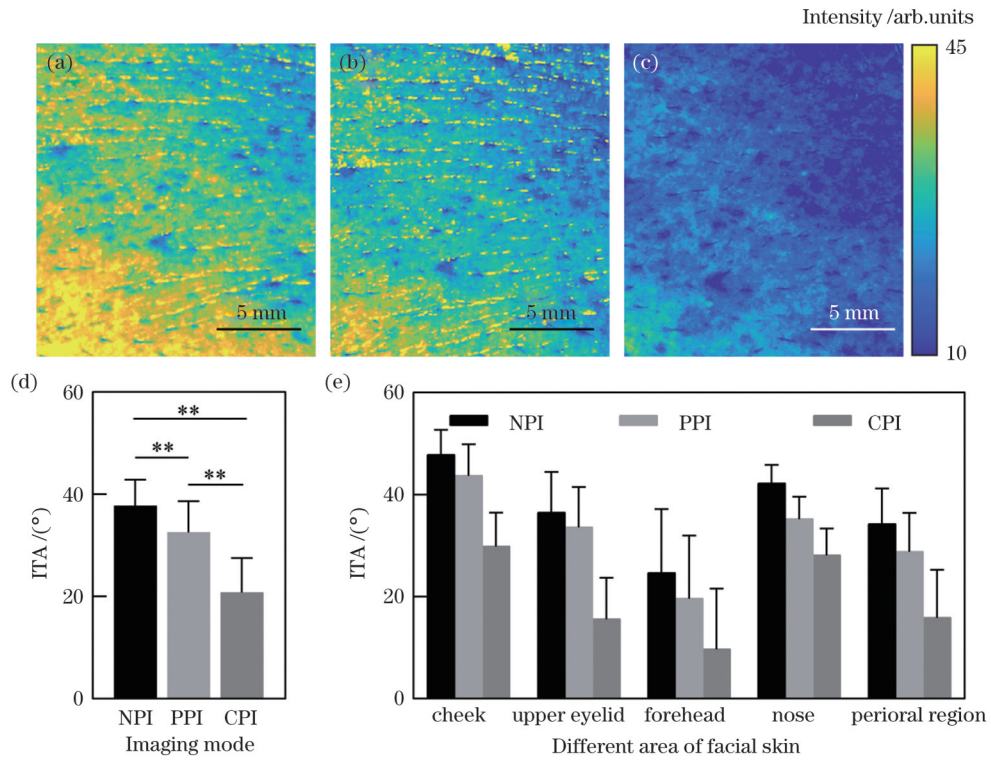 Intensity /arb.units
(a)
(b)
(c)
45
5 mm
5 mm
5 mm
10
(d)
60
40
20
0
ITA /(°)
**
**
**
NPI PPI CPI
Imaging mode
(e)
60
40
20
0
ITA /(°)
NPI
PPI
CPI
cheek upper eyelid forehead nose perioral region
Different area of facial skin